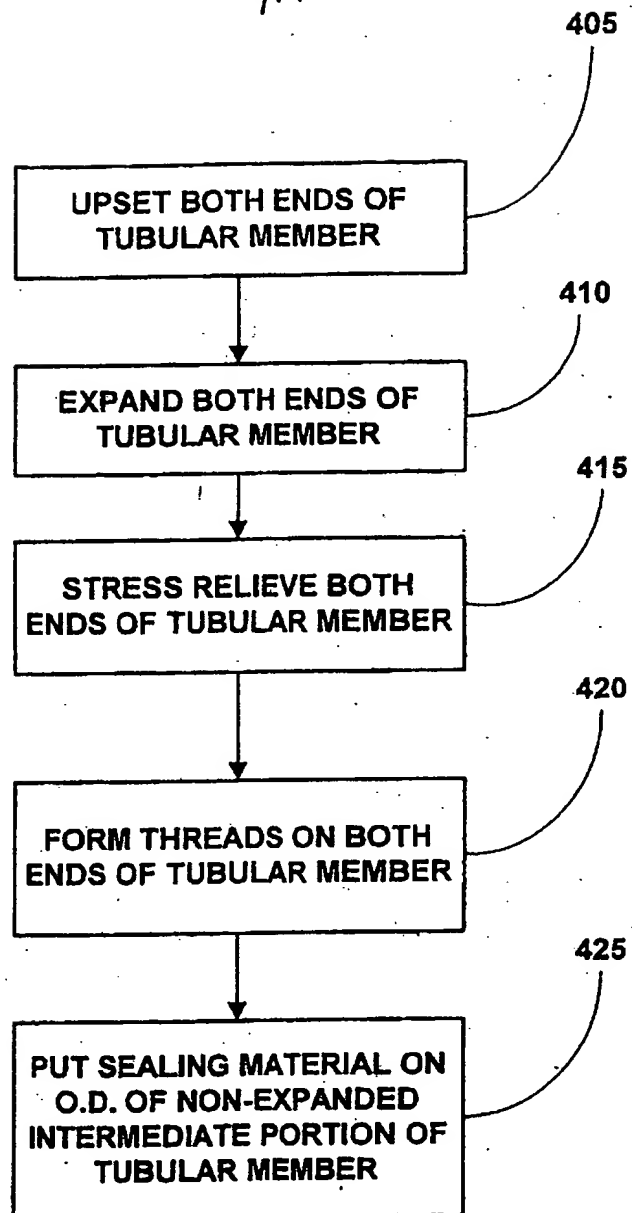 405
UPSET BOTH ENDS OF
TUBULAR MEMBER
410
EXPAND BOTH ENDS OF
TUBULAR MEMBER
415
STRESS RELIEVE BOTH
ENDS OF TUBULAR MEMBER
420
FORM THREADS ON BOTH
ENDS OF TUBULAR MEMBER
425
PUT SEALING MATERIAL ON
O.D. OF NON-EXPANDED
INTERMEDIATE PORTION OF
TUBULAR MEMBER